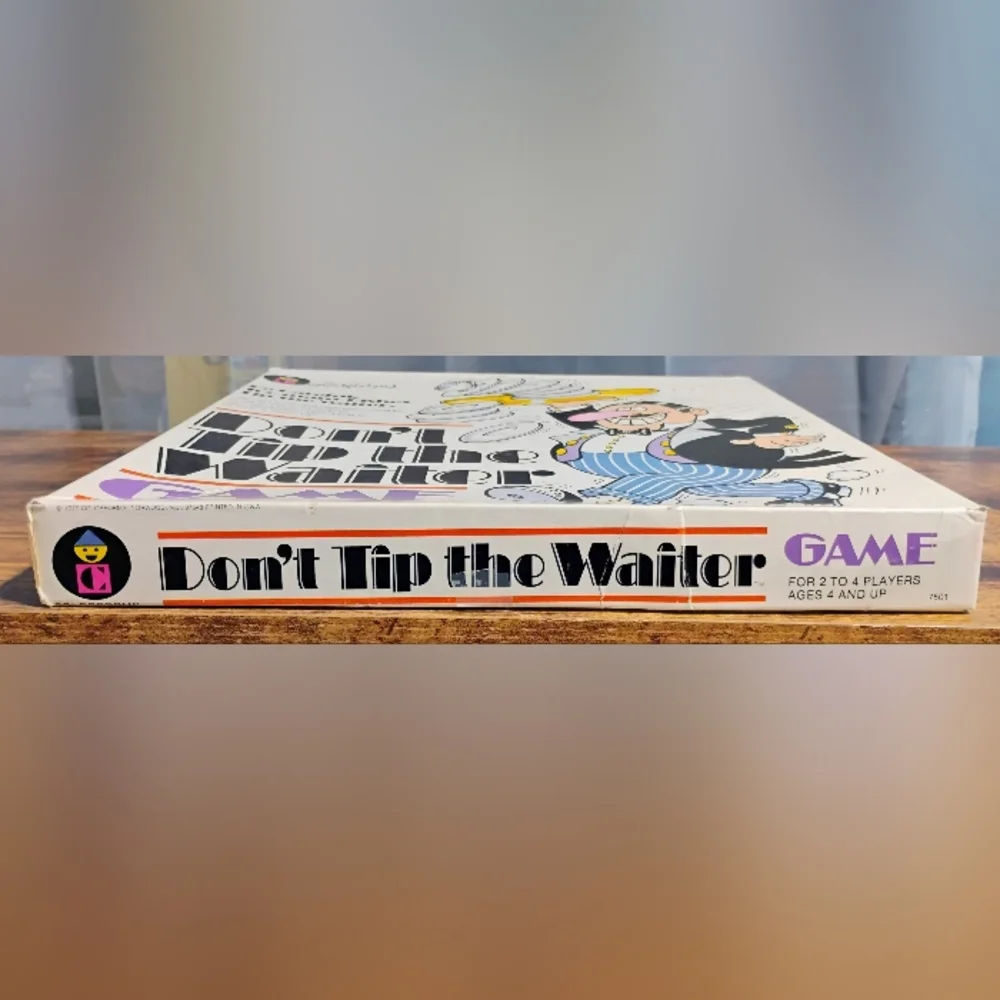 Don't
Tip the
Waiter
GAME
C
Don't Tip the Waiter
GAME
FOR 2 TO 4 PLAYERS
AGES 4 AND UP
7501